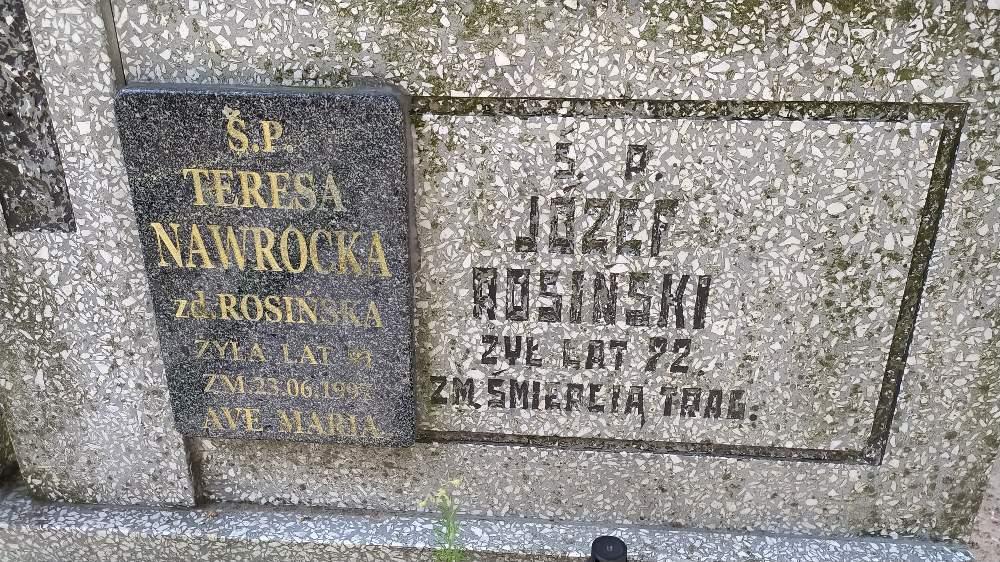 Ś.P.
TERESA
NAWROCKA
zd. ROSIŃSKA
ŻYŁA LAT
ZM. 23.06
AVE MARIA
Ś. P.
JÓZEF
ROSIŃSKI
ŻYŁ LAT 72
ZM. ŚMIERCIĄ TRAG.